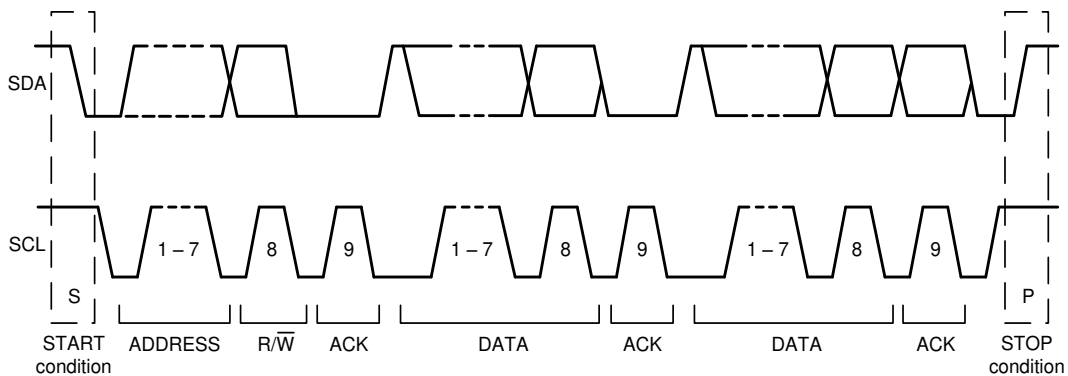 SDA
SCL
1 – 7 8 9 1 – 7 8 9 1 – 7 8 9
S P
START condition ADDRESS R/W̅ ACK DATA ACK DATA ACK STOP condition